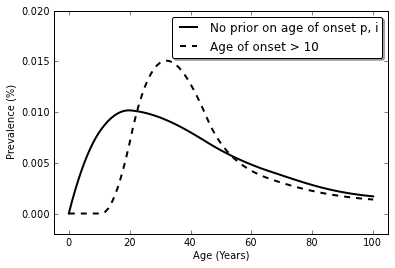 0.020
0.015
0.010
0.005
0.000
Prevalence (%)
No prior on age of onset p, i
Age of onset > 10
0
20
40
60
80
100
Age (Years)